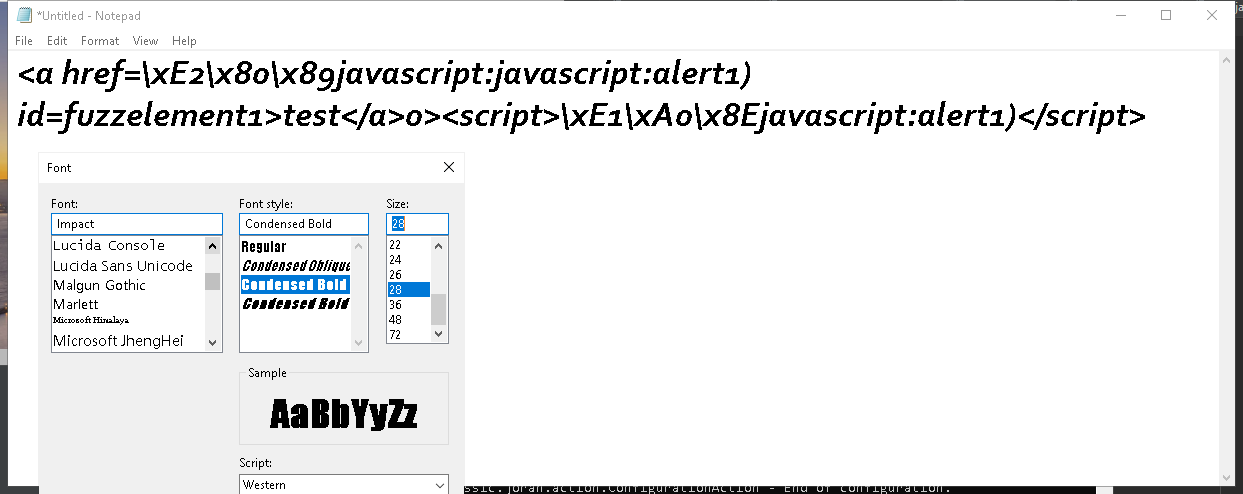 *Untitled - Notepad
ja
File Edit Format View Help
<a href=\xE2\x80\x89javascript:javascript:alert1)
id=fuzzelement1>test</a>0><script>\xE1\xA0\x8Ejavascript:alert1)</script>
Font
Font: Font style: Size:
Impact Condensed Bold 28
Lucida Console Regular 22
Lucida Sans Unicode Condensed Oblique 24
Malgun Gothic Condensed Bold 26
Marlett Condensed Bold 28
Microsoft Himalaya 36
Microsoft JhengHei 48
72
Sample
AaBbYyZz
Script:
Western
ssic.joran.action.ConfigurationAction - End of configuration.